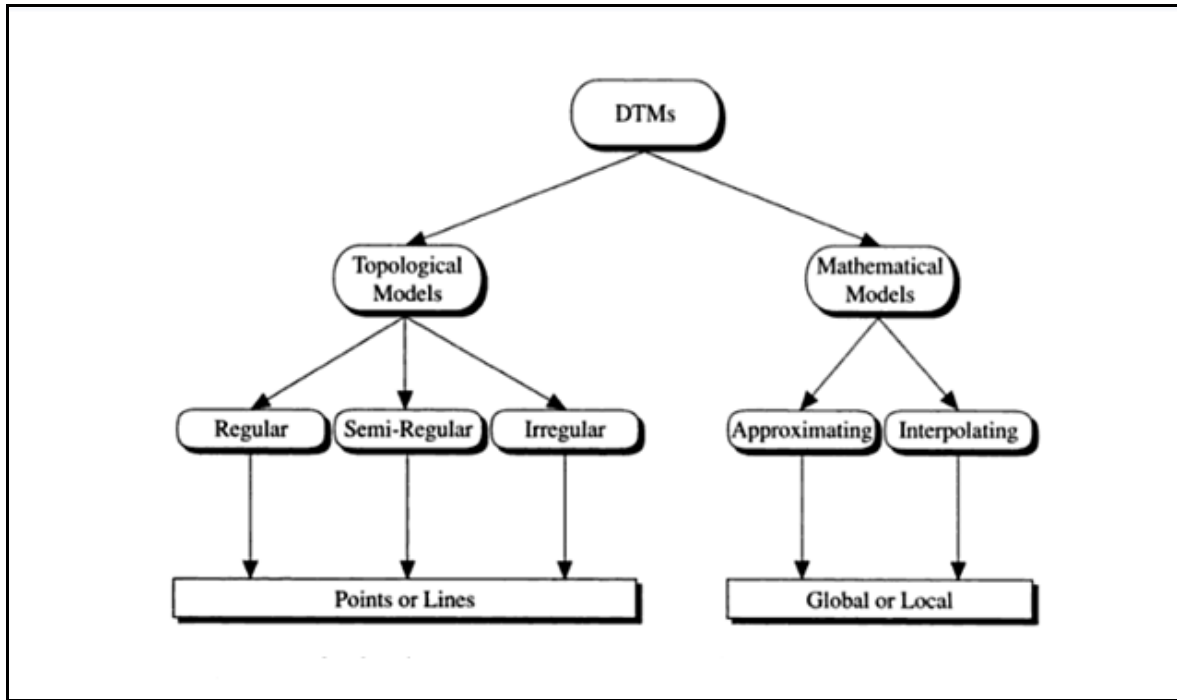 DTMs
Topological
Models
Mathematical
Models
Regular
Semi-Regular
Irregular
Approximating
Interpolating
Points or Lines
Global or Local